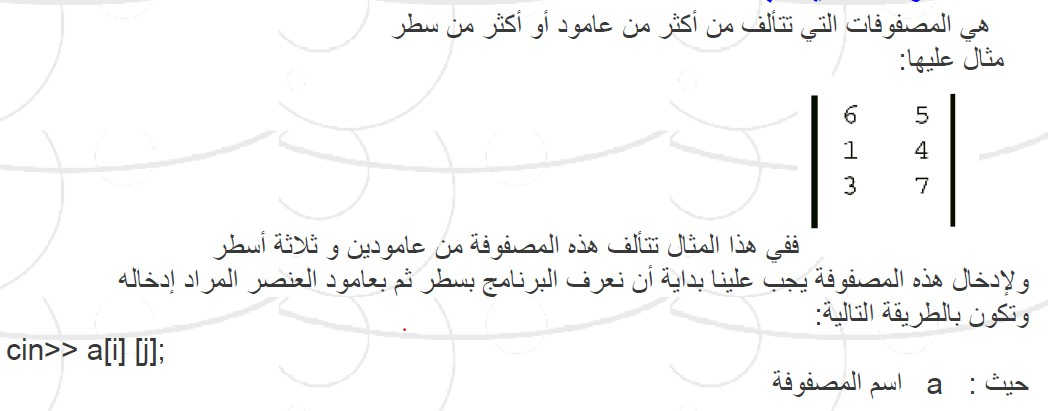 هي المصفوفات التي تتألف من أكثر من عامود أو أكثر من سطر
مثال عليها:
6 5
1 4
3 7
ففي هذا المثال تتألف هذه المصفوفة من عامودين و ثلاثة أسطر
ولإدخال هذه المصفوفة يجب علينا بداية أن نعرف البرنامج بسطر ثم بعامود العنصر المراد إدخاله
وتكون بالطريقة التالية:
cin>> a[i] [j];
حيث : a اسم المصفوفة